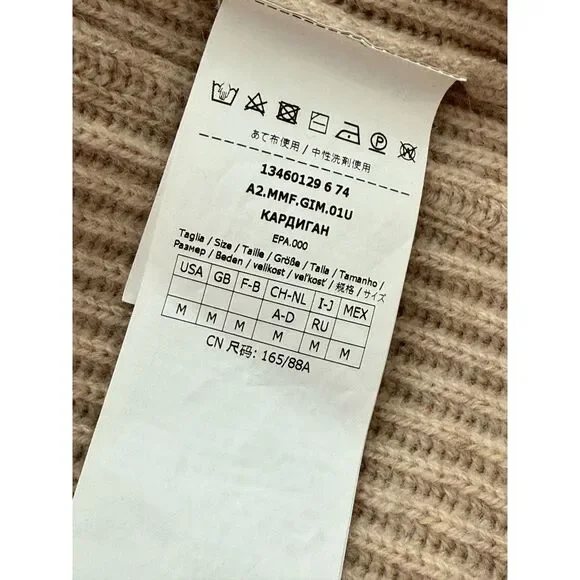 あて布使用 / 中性洗剤使用
13460129 6 74
A2.MMF.GIM.01U
КАРДИГАН
EPA.000
Taglia / Size / Taille / Größe / Talla / Tamanho /
Размер / Beden / velikost / veľkosť / 規格 / サイズ
USA GB F-B CH-NL I-J MEX
A-D RU
M M M M M M
CN 尺码: 165/88A